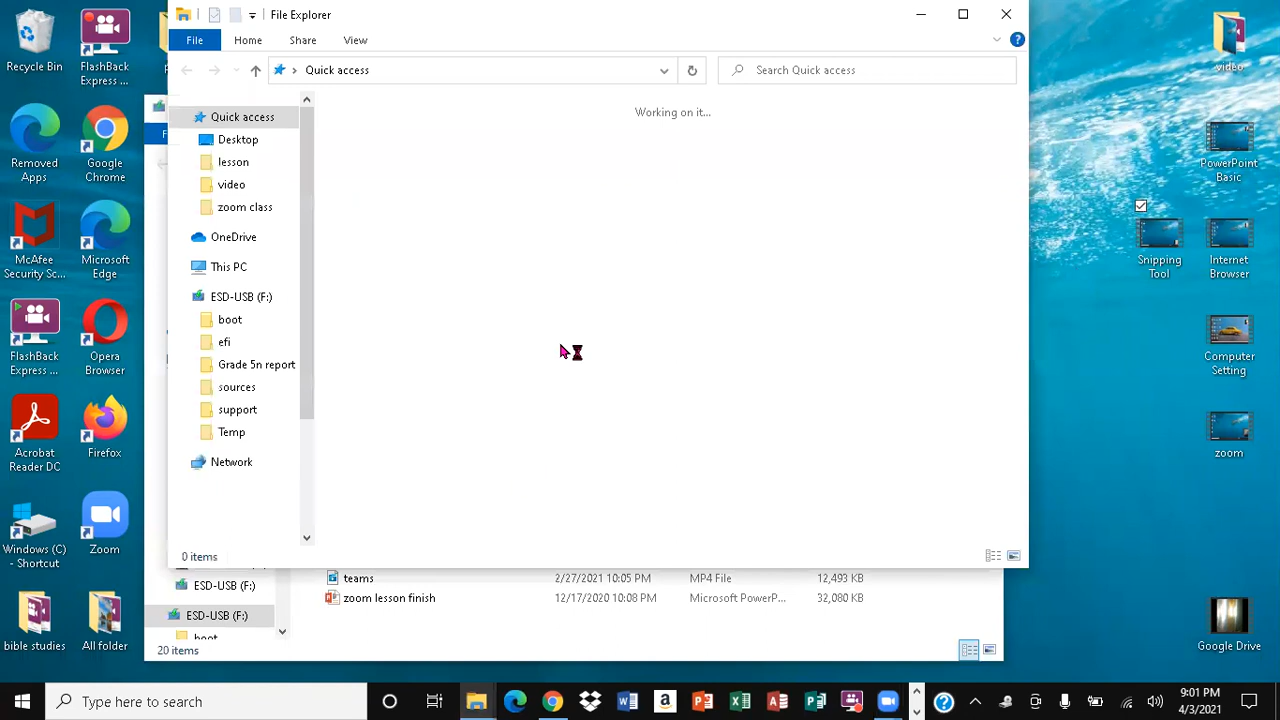 File Explorer
File
Home
Share
View
Quick access
Search Quick access
Working on it...
Quick access
Desktop
lesson
video
zoom class
OneDrive
This PC
ESD-USB (F:)
boot
efi
Grade 5n report
sources
support
Temp
Network
0 items
teams 2/27/2021 10:05 PM MP4 File 12,493 KB
zoom lesson finish 12/17/2020 10:08 PM Microsoft PowerP... 32,080 KB
ESD-USB (F:)
ESD-USB (F:)
boot
20 items
Recycle Bin
FlashBack
Express ...
Removed
Apps
Google
Chrome
McAfee
Security Sc...
Microsoft
Edge
FlashBack
Express ...
Opera
Browser
Acrobat
Reader DC
Firefox
Windows (C)
- Shortcut
Zoom
bible studies
All folder
video
PowerPoint
Basic
Snipping
Tool
Internet
Browser
Computer
Setting
zoom
Google Drive
Type here to search
9:01 PM
4/3/2021